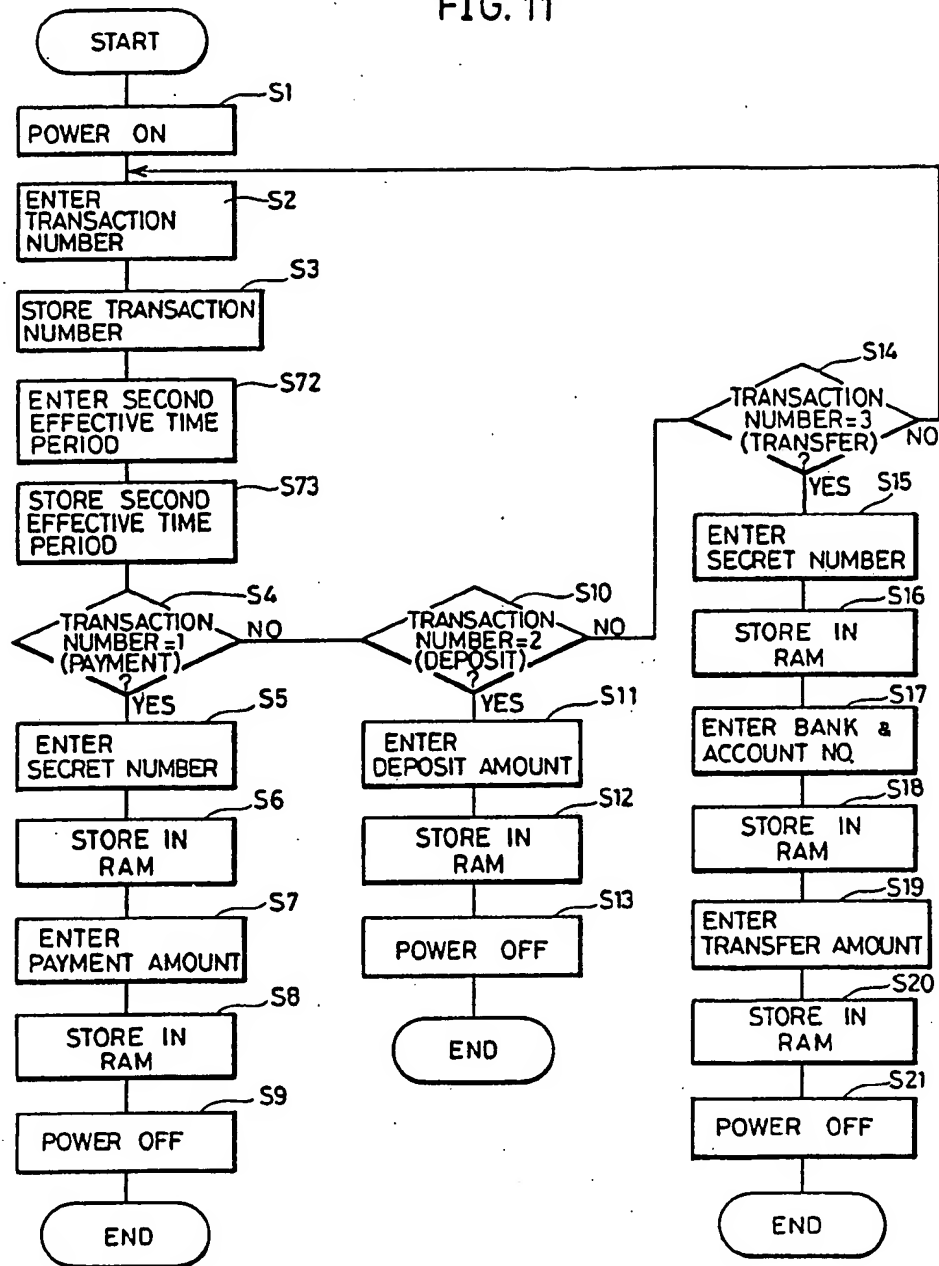 FIG. 11
START
S1
POWER ON
S2
ENTER
TRANSACTION
NUMBER
S3
STORE TRANSACTION
NUMBER
S72
ENTER SECOND
EFFECTIVE TIME
PERIOD
S73
STORE SECOND
EFFECTIVE TIME
PERIOD
S4
TRANSACTION
NUMBER=1
(PAYMENT)
?
NO
YES
S5
ENTER
SECRET NUMBER
S6
STORE IN
RAM
S7
ENTER
PAYMENT AMOUNT
S8
STORE IN
RAM
S9
POWER OFF
END
S10
TRANSACTION
NUMBER=2
(DEPOSIT)
?
NO
YES
S11
ENTER
DEPOSIT AMOUNT
S12
STORE IN
RAM
S13
POWER OFF
END
S14
TRANSACTION
NUMBER=3
(TRANSFER)
?
NO
YES
S15
ENTER
SECRET NUMBER
S16
STORE IN
RAM
S17
ENTER BANK &
ACCOUNT NO.
S18
STORE IN
RAM
S19
ENTER
TRANSFER AMOUNT
S20
STORE IN
RAM
S21
POWER OFF
END